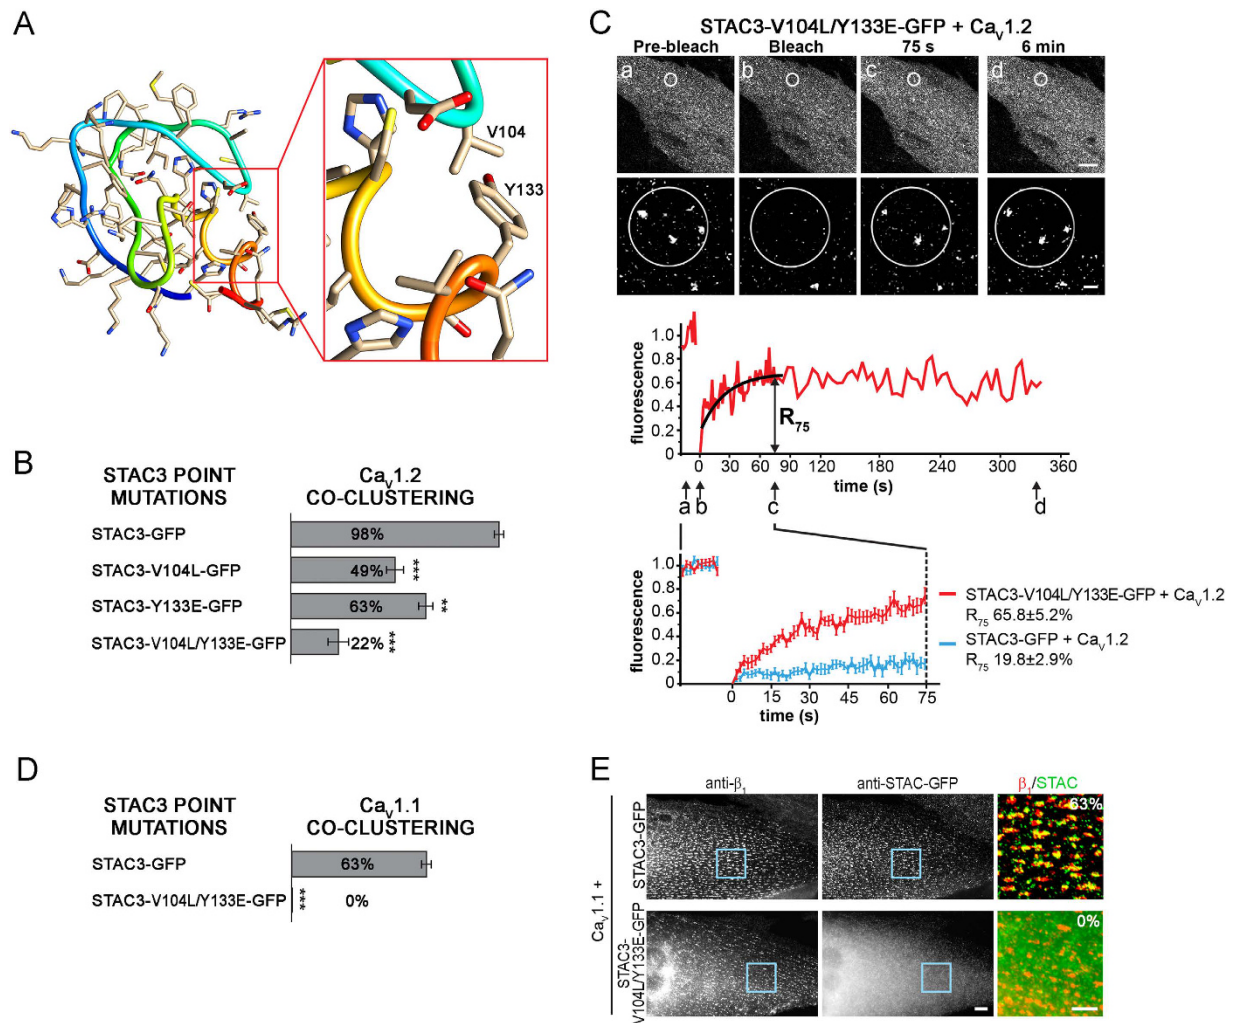 A
V104
Y133
B
STAC3 POINT
MUTATIONS
Caᵥ1.2
CO-CLUSTERING
STAC3-GFP
98%
STAC3-V104L-GFP
49%
***
STAC3-Y133E-GFP
63%
**
STAC3-V104L/Y133E-GFP
22%
***
C
STAC3-V104L/Y133E-GFP + Caᵥ1.2
Pre-bleach Bleach 75 s 6 min
a b c d
fluorescence
1.0
0.8
0.6
0.4
0.2
0
R₇₅
0 30 60 90 120 150 180 210 240 270 300 330 360
time (s)
a b c d
fluorescence
1.0
0.8
0.6
0.4
0.2
0
0 15 30 45 60 75
time (s)
STAC3-V104L/Y133E-GFP + Caᵥ1.2
R₇₅ 65.8±5.2%
STAC3-GFP + Caᵥ1.2
R₇₅ 19.8±2.9%
D
STAC3 POINT
MUTATIONS
Caᵥ1.1
CO-CLUSTERING
STAC3-GFP
63%
STAC3-V104L/Y133E-GFP
***
0%
E
anti-β₁ anti-STAC-GFP β₁/STAC
Caᵥ1.1 +
STAC3-GFP
63%
STAC3-
V104L/Y133E-GFP
0%